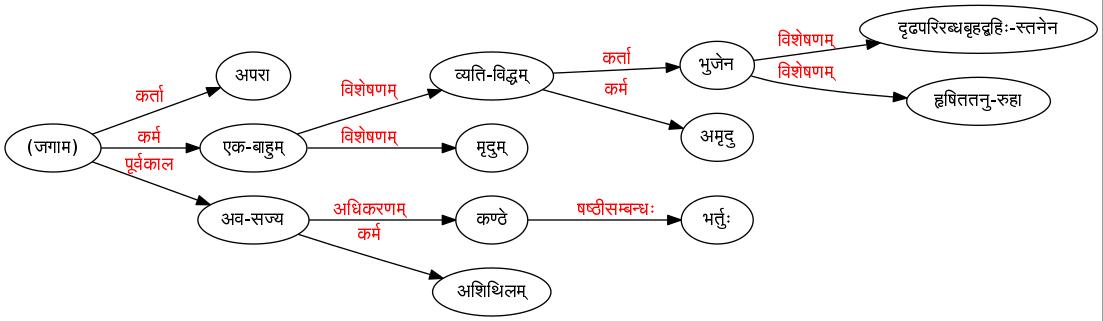 दृढपरिरब्धबृहद्बहिः-स्तनेन
विशेषणम्
कर्ता
भुजेन
अपरा
व्यति-विद्धम्
विशेषणम्
कर्ता
विशेषणम्
कर्म
हृषिततनु-रुहा
(जगाम)
कर्म
एक-बाहुम्
विशेषणम्
मृदुम्
अमृदु
पूर्वकाल
अव-सज्य
अधिकरणम्
कण्ठे
षष्ठीसम्बन्धः
भर्तुः
कर्म
अशिथिलम्